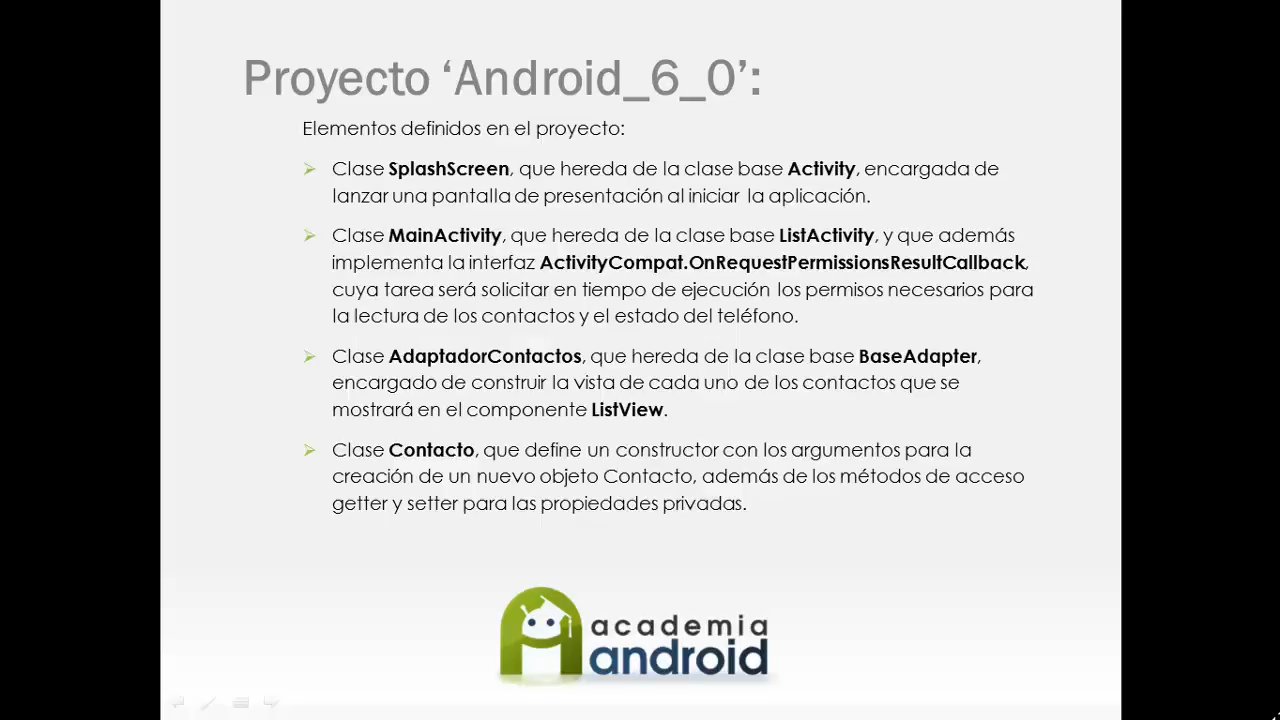 Proyecto ‘Android_6_0’:
Elementos definidos en el proyecto:
Clase SplashScreen, que hereda de la clase base Activity, encargada de
lanzar una pantalla de presentación al iniciar la aplicación.
Clase MainActivity, que hereda de la clase base ListActivity, y que además
implementa la interfaz ActivityCompat.OnRequestPermissionsResultCallback,
cuya tarea será solicitar en tiempo de ejecución los permisos necesarios para
la lectura de los contactos y el estado del teléfono.
Clase AdaptadorContactos, que hereda de la clase base BaseAdapter,
encargado de construir la vista de cada uno de los contactos que se
mostrará en el componente ListView.
Clase Contacto, que define un constructor con los argumentos para la
creación de un nuevo objeto Contacto, además de los métodos de acceso
getter y setter para las propiedades privadas.
academia
android